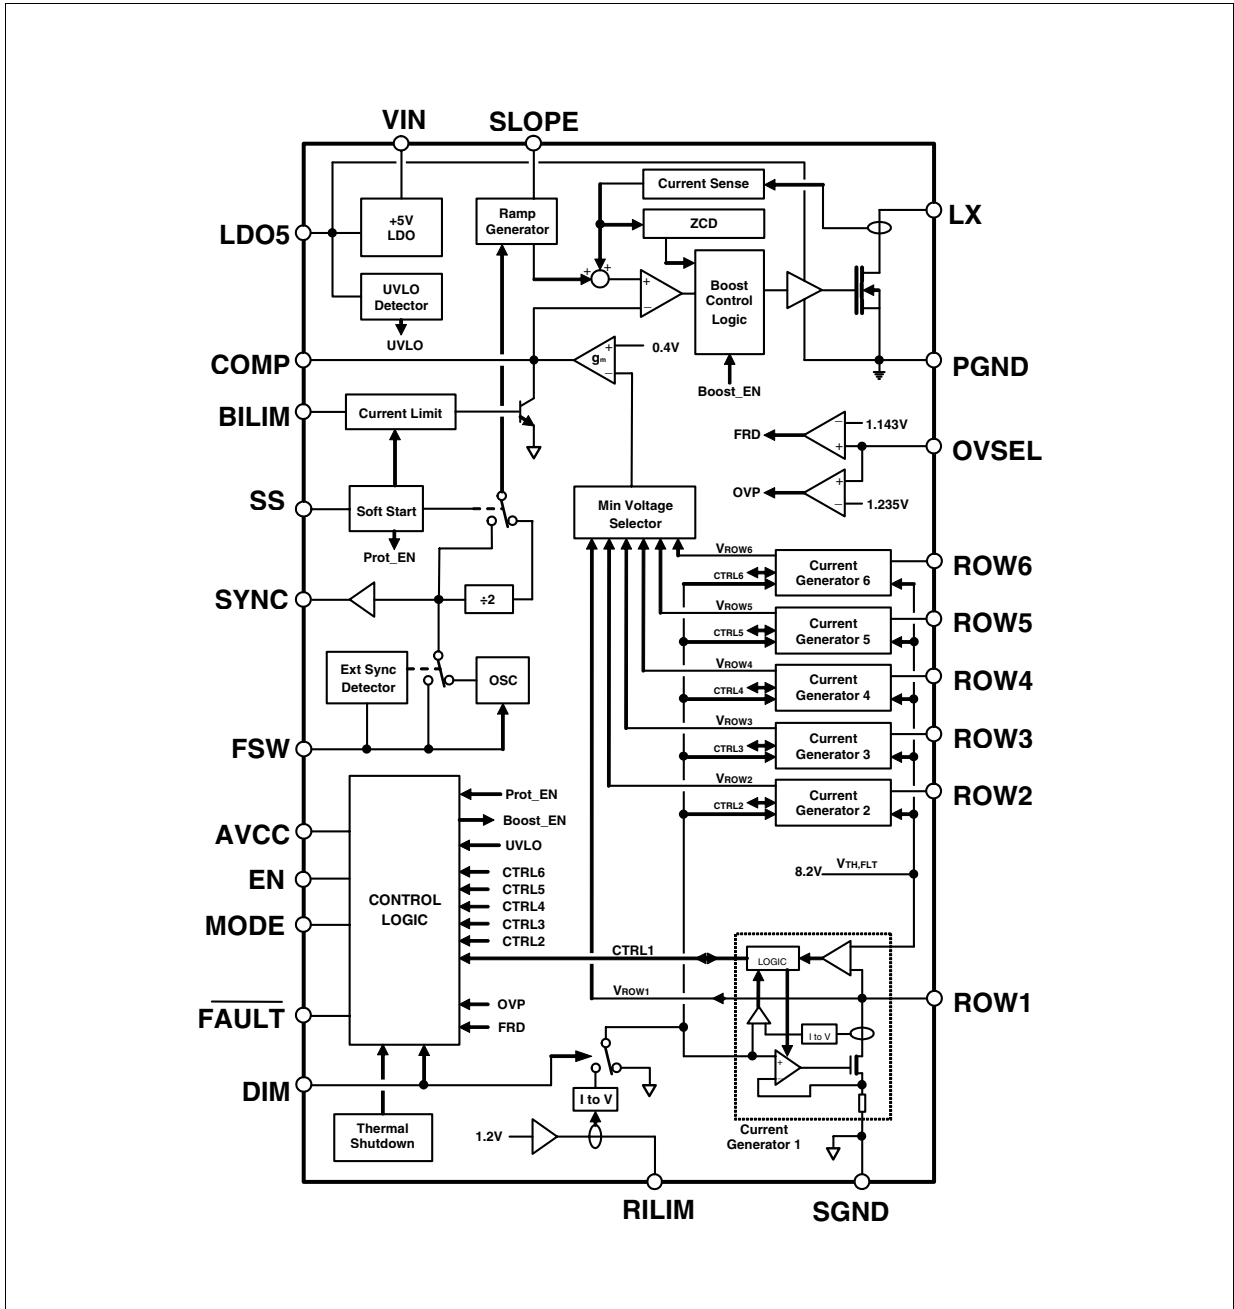 VIN
SLOPE
Current Sense
LX
+5V
LDO
Ramp
Generator
ZCD
LDO5
+
+
UVLO
Detector
+
−
Boost
Control
Logic
UVLO
COMP
gm
+
−
0.4V
PGND
Boost_EN
BILIM
Current Limit
FRD
−
+
1.143V
OVSEL
OVP
+
−
1.235V
SS
Soft Start
Min Voltage
Selector
Prot_EN
VROW6
Current
Generator 6
CTRL6
ROW6
SYNC
÷2
VROW5
Current
Generator 5
CTRL5
ROW5
Ext Sync
Detector
OSC
VROW4
Current
Generator 4
CTRL4
ROW4
FSW
VROW3
Current
Generator 3
CTRL3
ROW3
VROW2
Current
Generator 2
CTRL2
ROW2
Prot_EN
Boost_EN
AVCC
UVLO
8.2V
VTH,FLT
EN
CTRL6
CTRL5
CONTROL
LOGIC
CTRL4
MODE
CTRL3
CTRL2
CTRL1
LOGIC
VROW1
ROW1
FAULT
OVP
FRD
I to V
+
−
DIM
I to V
Thermal
Shutdown
1.2V
Current
Generator 1
RILIM
SGND